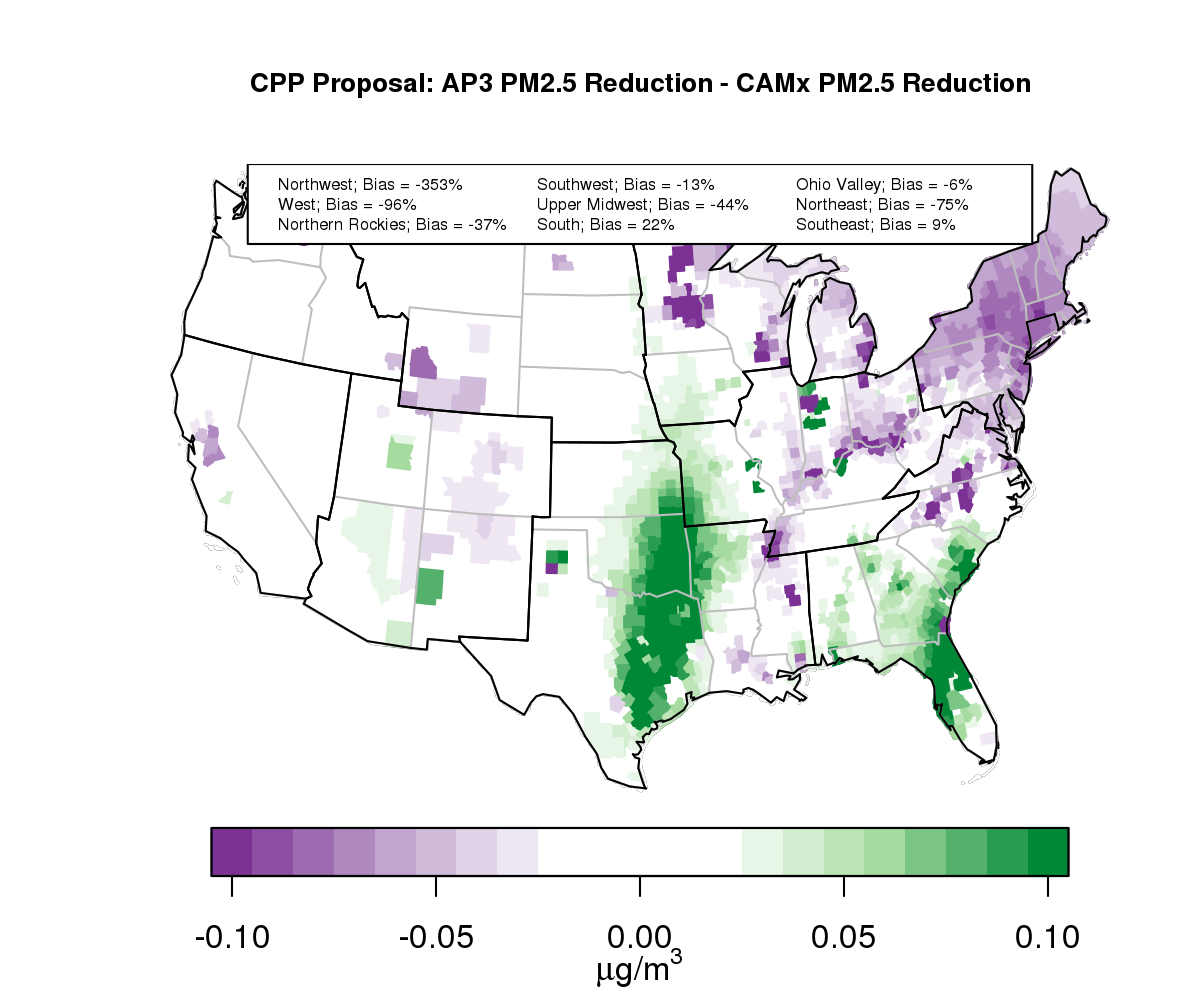 CPP Proposal: AP3 PM2.5 Reduction - CAMx PM2.5 Reduction
Northwest; Bias = -353%
West; Bias = -96%
Northern Rockies; Bias = -37%
Southwest; Bias = -13%
Upper Midwest; Bias = -44%
South; Bias = 22%
Ohio Valley; Bias = -6%
Northeast; Bias = -75%
Southeast; Bias = 9%
-0.10 -0.05 0.00 0.05 0.10
μg/m³